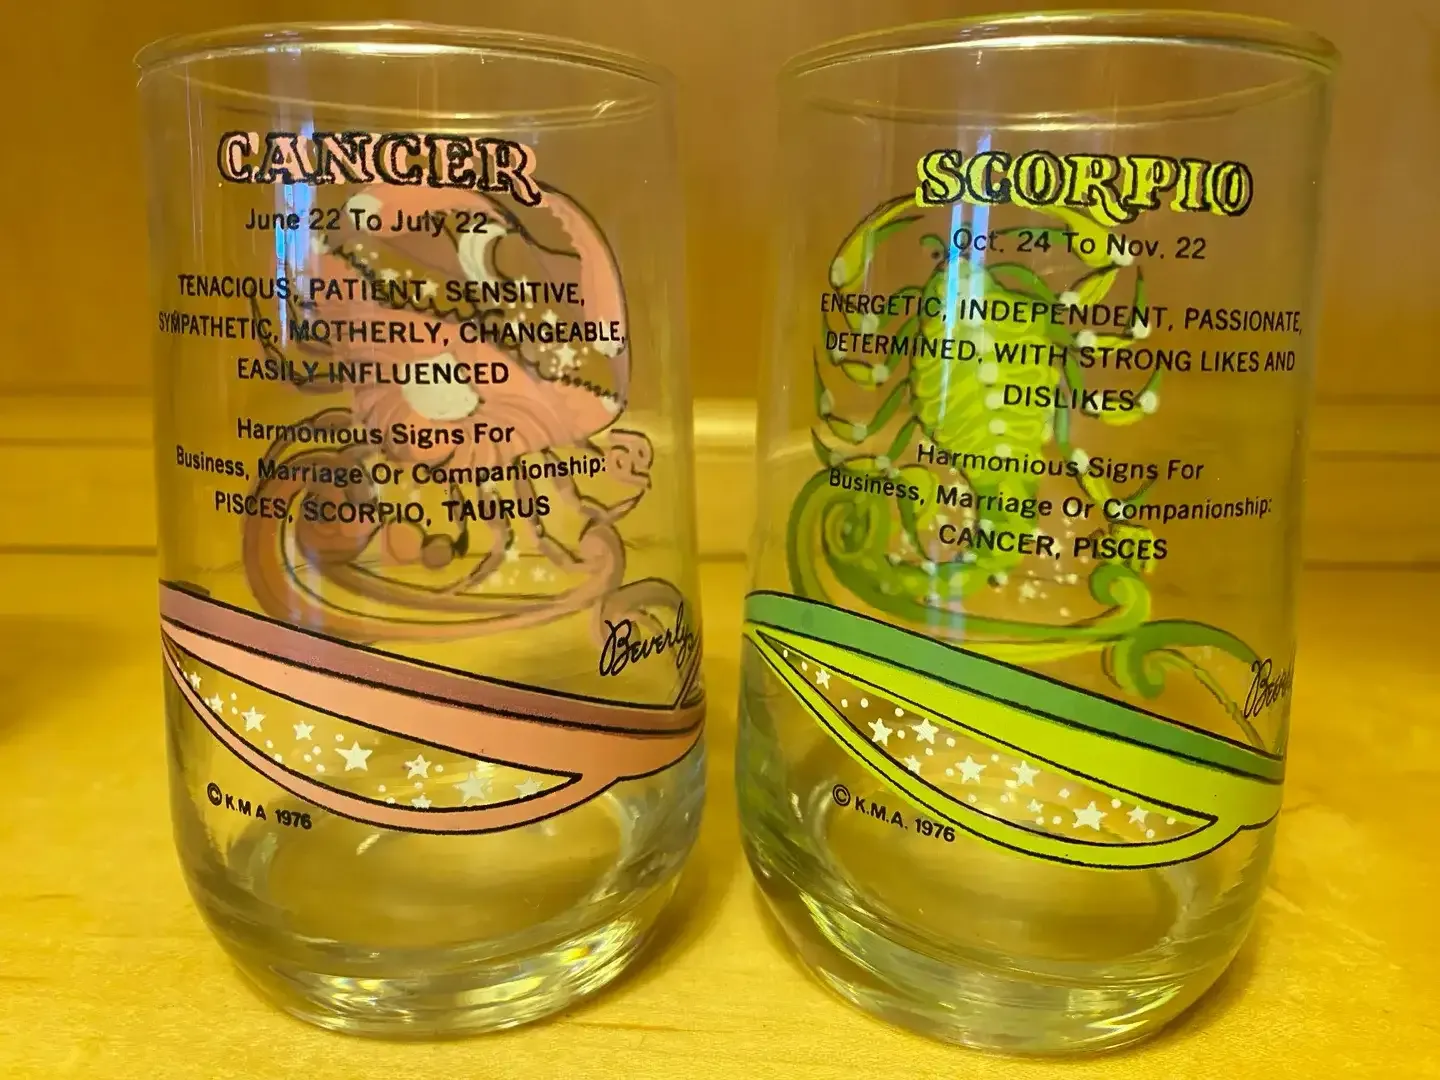 CANCER
June 22 To July 22
TENACIOUS, PATIENT, SENSITIVE,
SYMPATHETIC, MOTHERLY, CHANGEABLE,
EASILY INFLUENCED
Harmonious Signs For
Business, Marriage Or Companionship:
PISCES, SCORPIO, TAURUS
Beverly
© K.M.A 1976
SCORPIO
Oct. 24 To Nov. 22
ENERGETIC, INDEPENDENT, PASSIONATE,
DETERMINED, WITH STRONG LIKES AND
DISLIKES
Harmonious Signs For
Business, Marriage Or Companionship:
CANCER, PISCES
© K.M.A. 1976